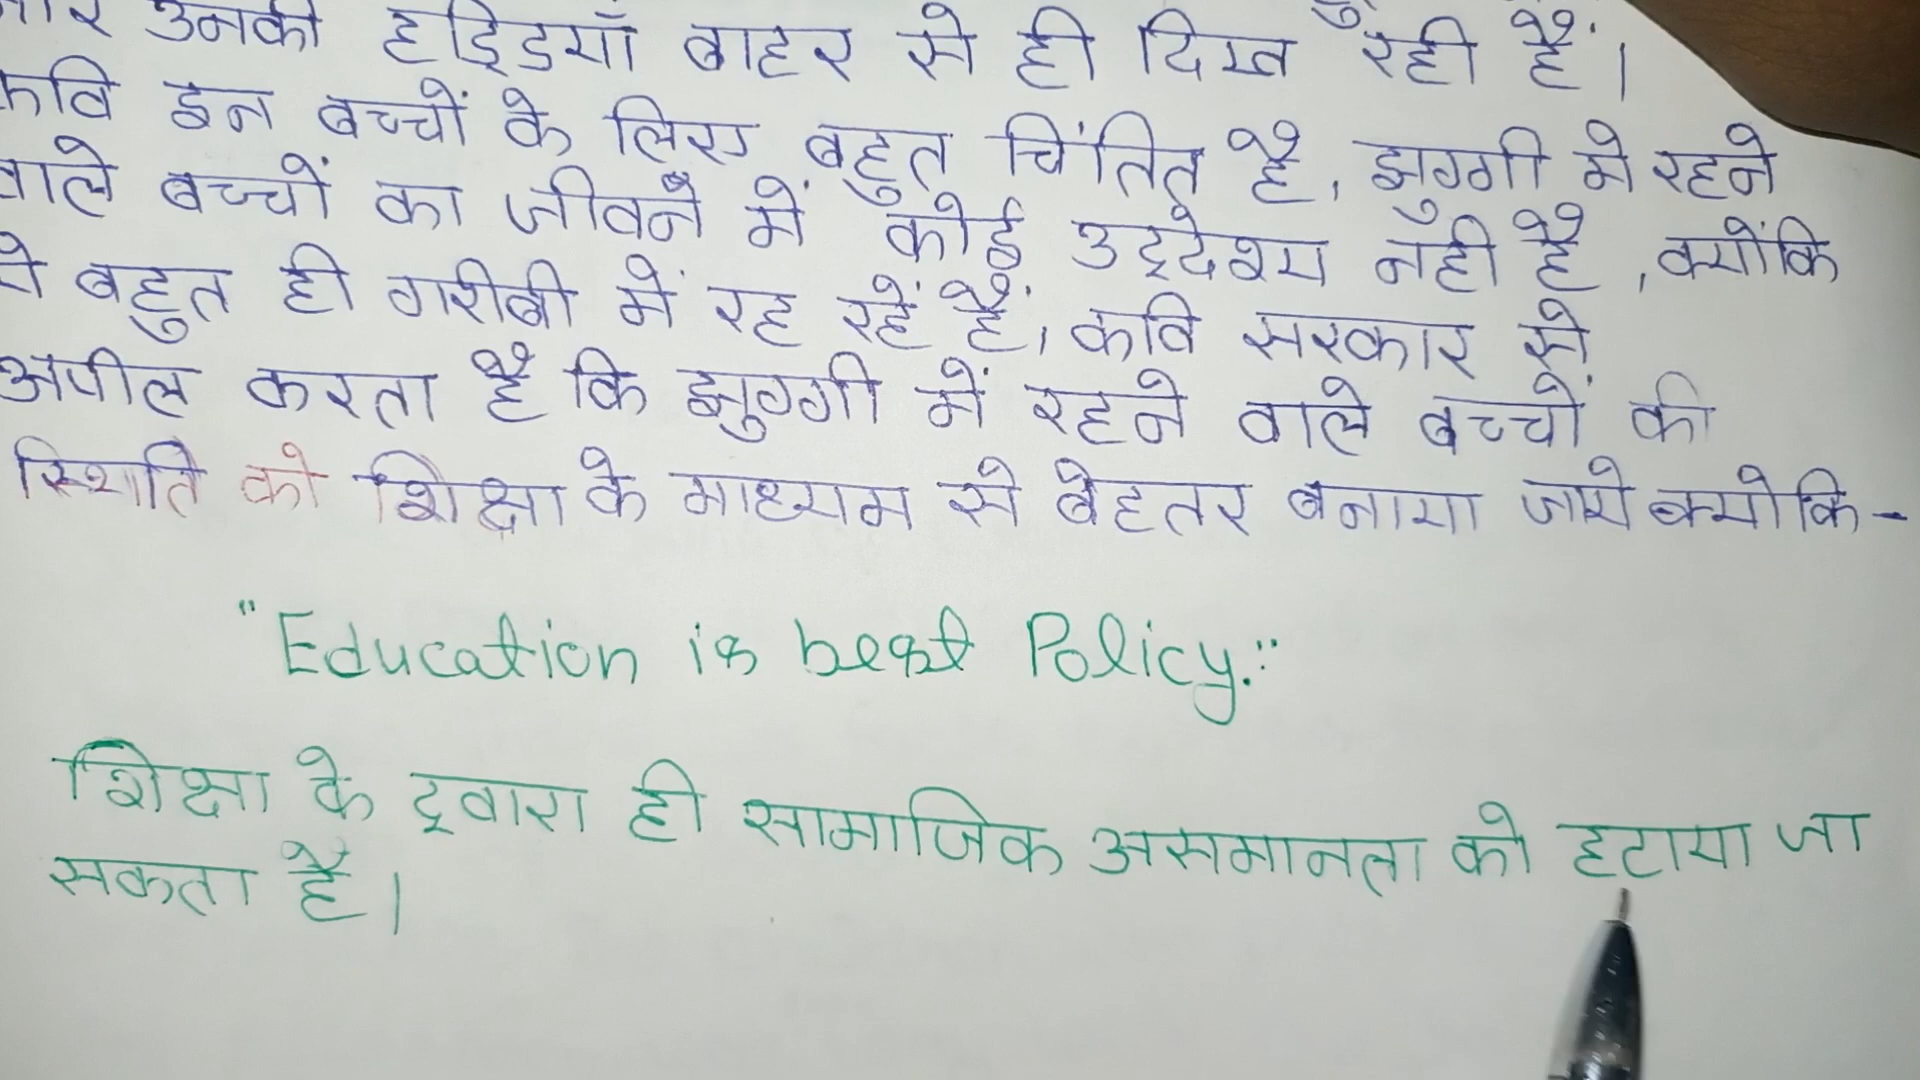 उनकी हड्डियाँ बाहर से ही दिख रही हैं।
कवि इन बच्चों के लिए बहुत चिंतित है, झुग्गी मे रहने
वाले बच्चों का जीवन में कोई उद्देश्य नही है, क्योंकि
ये बहुत ही गरीबी में रह रहें हैं, कवि सरकार से
अपील करता है कि झुग्गी में रहने वाले बच्चों की
स्थिति को शिक्षा के माध्यम से बेहतर बनाया जाये क्योकि-
"Education is best Policy."
शिक्षा के द्वारा ही सामाजिक असमानता को हटाया जा
सकता है।